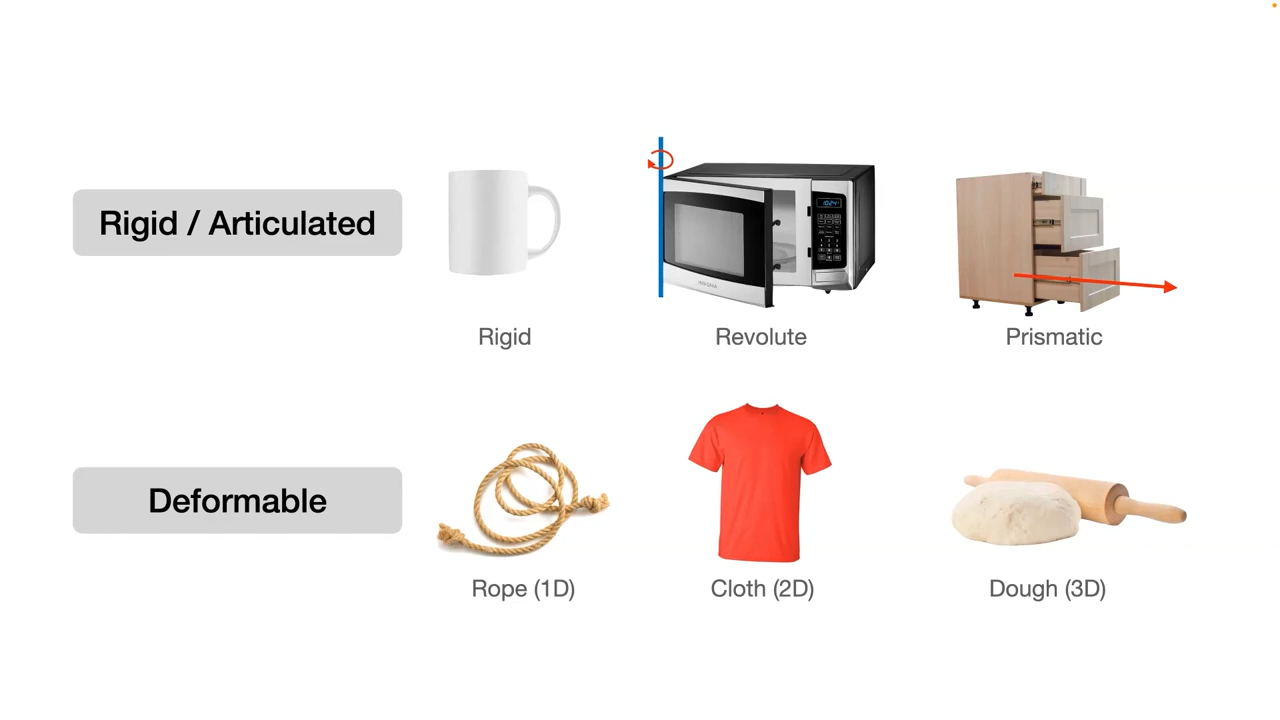 Rigid / Articulated
Rigid
Revolute
Prismatic
Deformable
Rope (1D)
Cloth (2D)
Dough (3D)